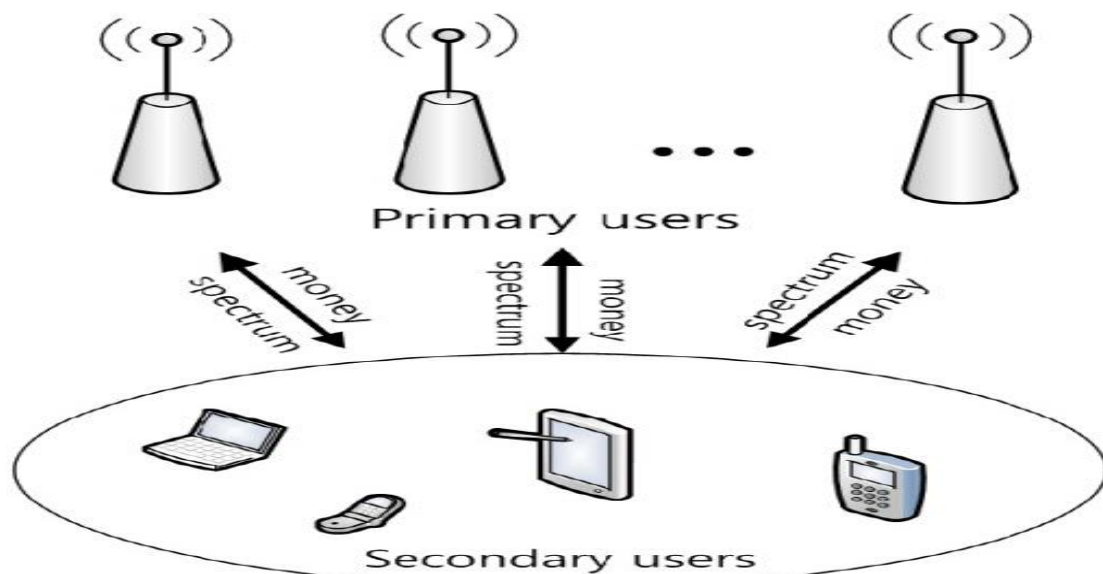 Primary users
spectrum
money
spectrum
money
spectrum
money
Secondary users